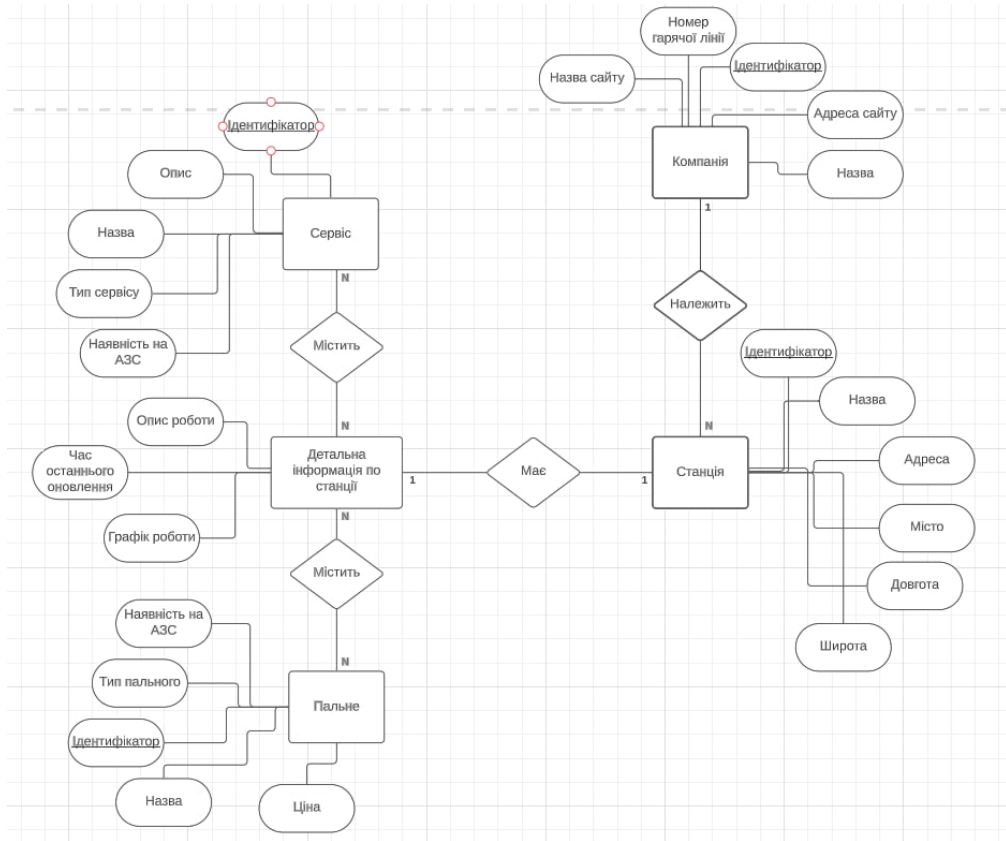 Номер
гарячої лінії
Назва сайту
Ідентифікатор
Адреса сайту
Компанія
Назва
1
Належить
N
Ідентифікатор
Опис
Назва
Сервіс
Тип сервісу
N
Наявність на
АЗС
Містить
N
Ідентифікатор
Назва
Опис роботи
Час
останнього
оновлення
Графік роботи
Детальна
інформація по
станції
1
Має
1
Станція
Адреса
Місто
Довгота
Широта
N
Містить
N
Наявність на
АЗС
Тип пального
Пальне
Ідентифікатор
Назва
Ціна